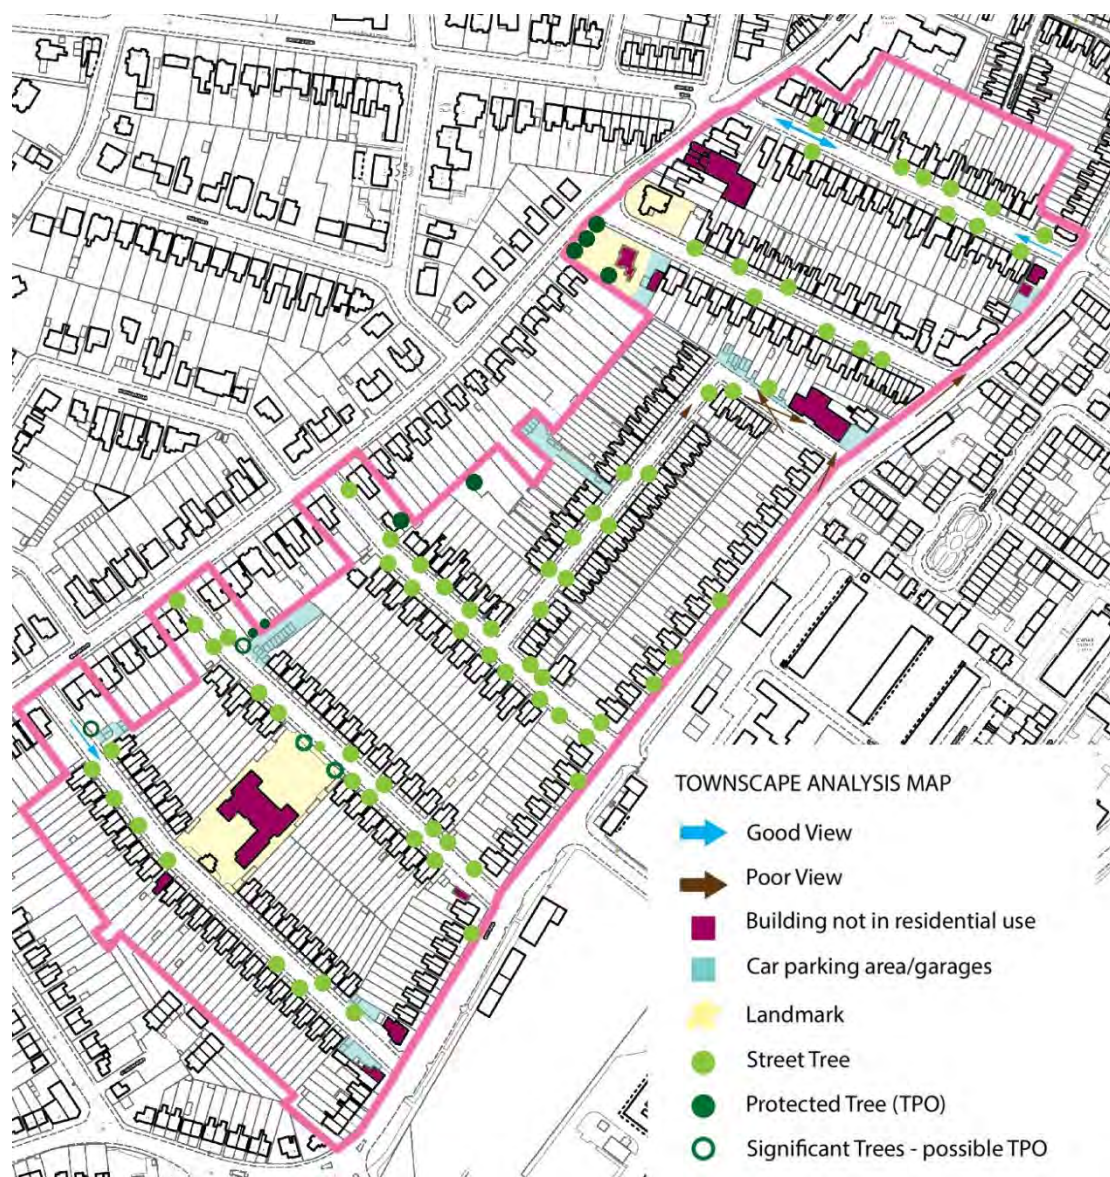 TOWNSCAPE ANALYSIS MAP
Good View
Poor View
Building not in residential use
Car parking area/garages
Landmark
Street Tree
Protected Tree (TPO)
Significant Trees - possible TPO